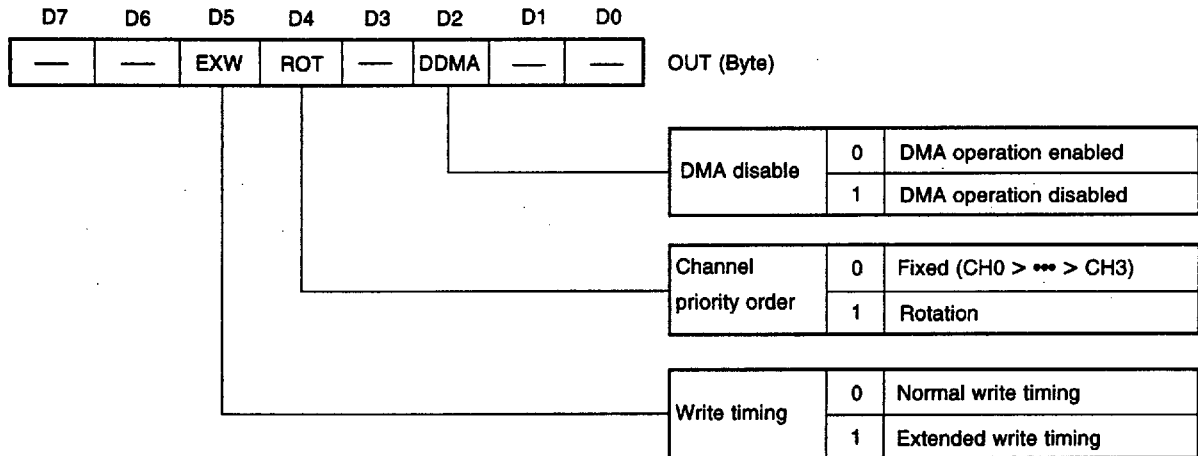 D7 D6 D5 D4 D3 D2 D1 D0
— — EXW ROT — DDMA — — OUT (Byte)
DMA disable
0 DMA operation enabled
1 DMA operation disabled
Channel priority order
0 Fixed (CH0 > ••• > CH3)
1 Rotation
Write timing
0 Normal write timing
1 Extended write timing